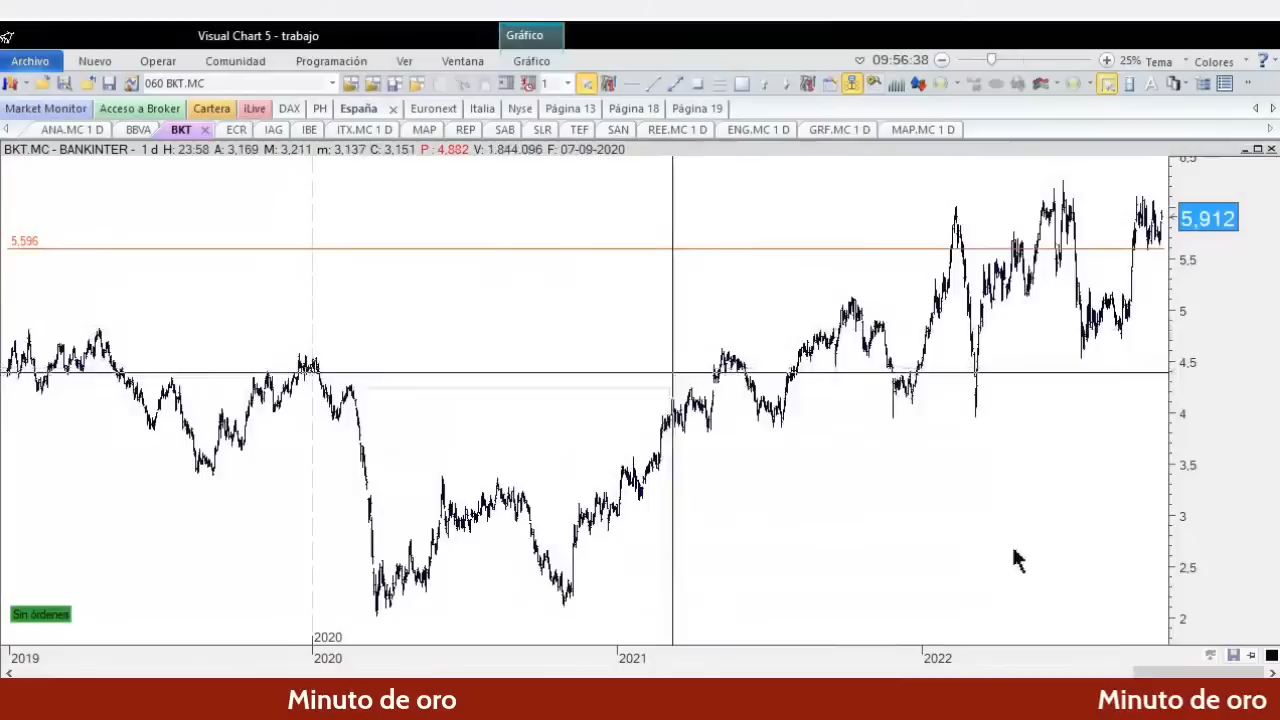 Visual Chart 5 - trabajo
Gráfico
Archivo Nuevo Operar Comunidad Programación Ver Ventana Gráfico 09:56:38 25% Tema Colores ?
060 BKT.MC 1
Market Monitor Acceso a Broker Cartera iLive DAX PH España x Euronext Italia Nyse Página 13 Página 18 Página 19
ANA.MC 1 D BBVA BKT x ECR IAG IBE ITX.MC 1 D MAP REP SAB SLR TEF SAN REE.MC 1 D ENG.MC 1 D GRF.MC 1 D MAP.MC 1 D
BKT.MC - BANKINTER - 1 d H: 23:58 A: 3,169 M: 3,211 m: 3,137 C: 3,151 P : 4,882 V: 1.844.096 F: 07-09-2020
6,5
5,912
5,596
5,5
5
4,5
4
3,5
3
2,5
Sin órdenes
2
2020
2019 2020 2021 2022
Minuto de oro Minuto de oro